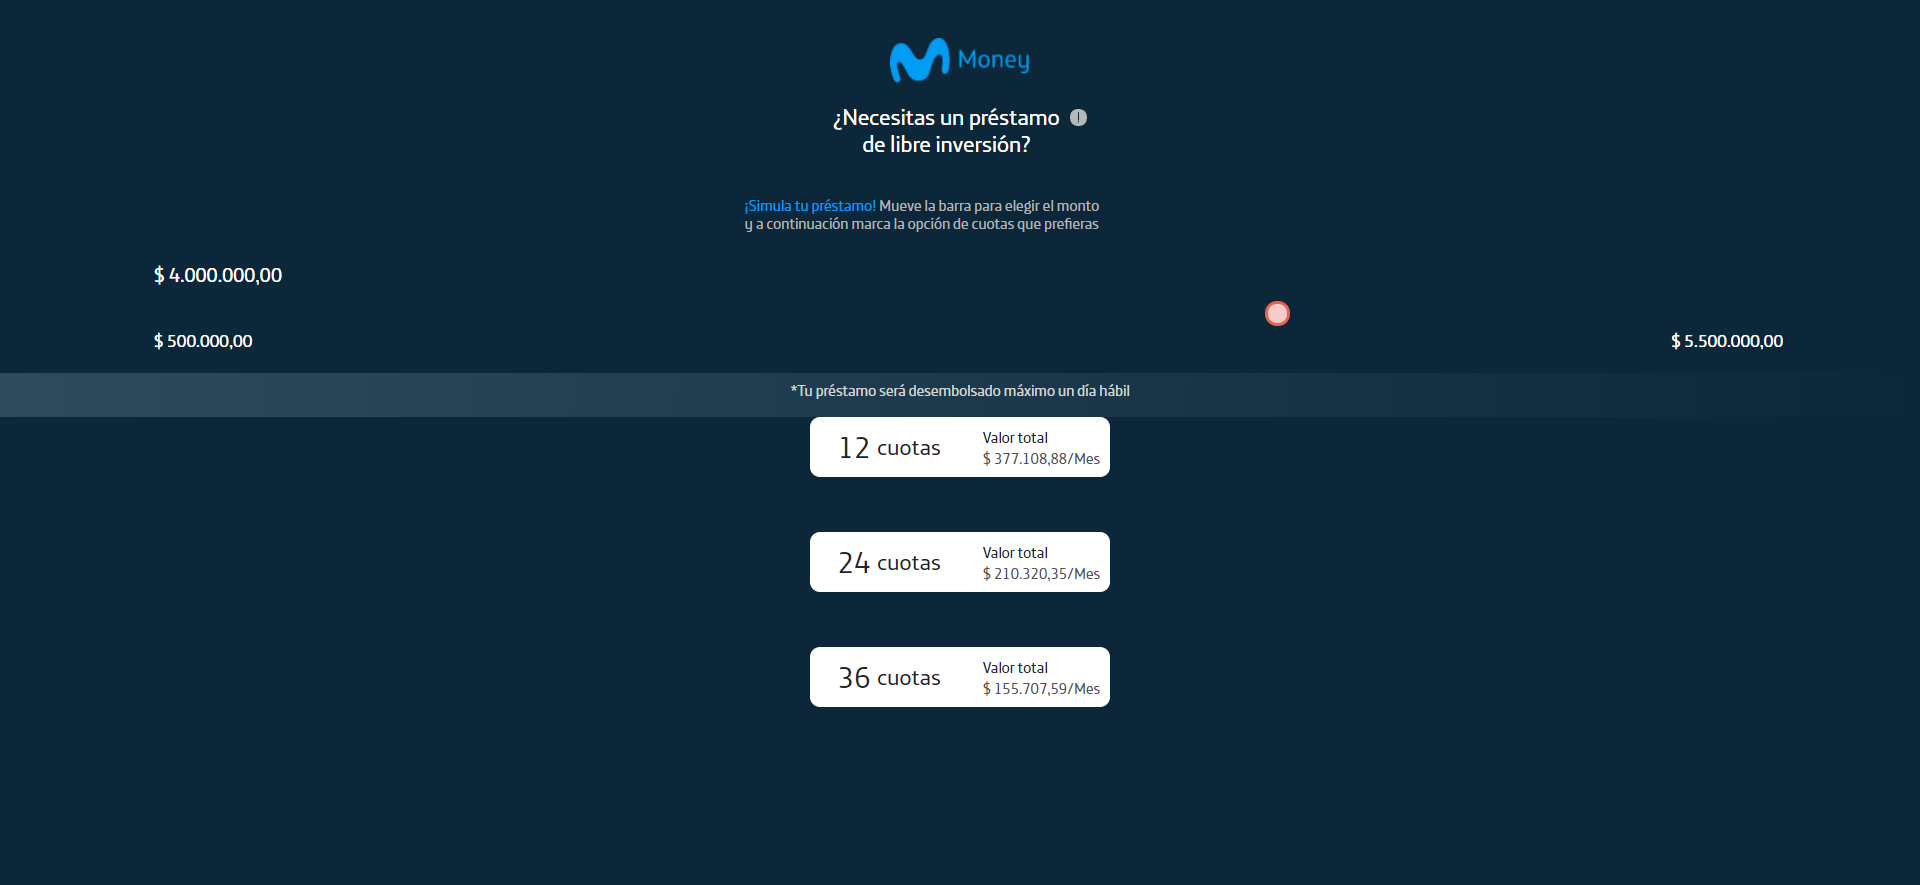 Money
¿Necesitas un préstamo
de libre inversión?
¡Simula tu préstamo! Mueve la barra para elegir el monto
y a continuación marca la opción de cuotas que prefieras
$ 4.000.000,00
$ 500.000,00
$ 5.500.000,00
*Tu préstamo será desembolsado máximo un día hábil
12 cuotas
Valor total
$ 377.108,88/Mes
24 cuotas
Valor total
$ 210.320,35/Mes
36 cuotas
Valor total
$ 155.707,59/Mes